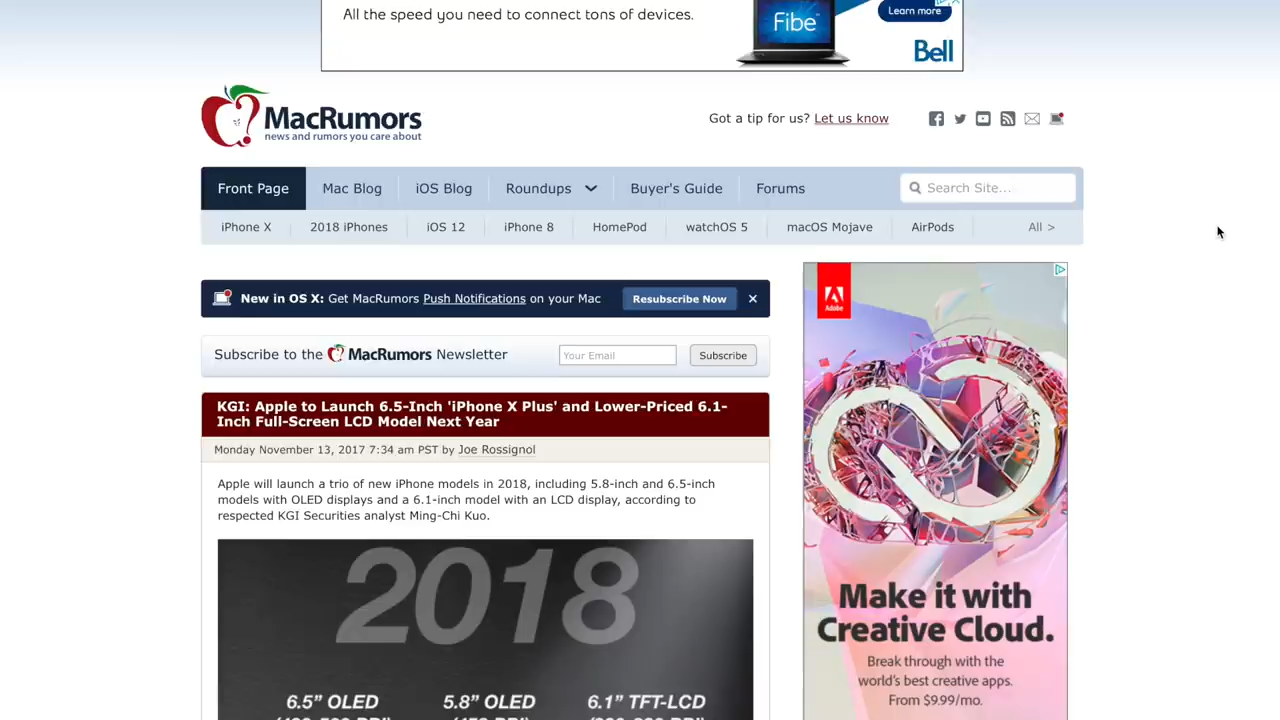 All the speed you need to connect tons of devices.
Fibe
Learn more
Bell
MacRumors
news and rumors you care about
Got a tip for us? Let us know
Front Page
Mac Blog
iOS Blog
Roundups
Buyer's Guide
Forums
Search Site...
iPhone X
2018 iPhones
iOS 12
iPhone 8
HomePod
watchOS 5
macOS Mojave
AirPods
All >
New in OS X: Get MacRumors Push Notifications on your Mac
Resubscribe Now
Subscribe to the MacRumors Newsletter
Your Email
Subscribe
KGI: Apple to Launch 6.5-Inch 'iPhone X Plus' and Lower-Priced 6.1-
Inch Full-Screen LCD Model Next Year
Monday November 13, 2017 7:34 am PST by Joe Rossignol
Apple will launch a trio of new iPhone models in 2018, including 5.8-inch and 6.5-inch
models with OLED displays and a 6.1-inch model with an LCD display, according to
respected KGI Securities analyst Ming-Chi Kuo.
2018
6.5” OLED
5.8” OLED
6.1” TFT-LCD
Adobe
Make it with
Creative Cloud.
Break through with the
world's best creative apps.
From $9.99/mo.